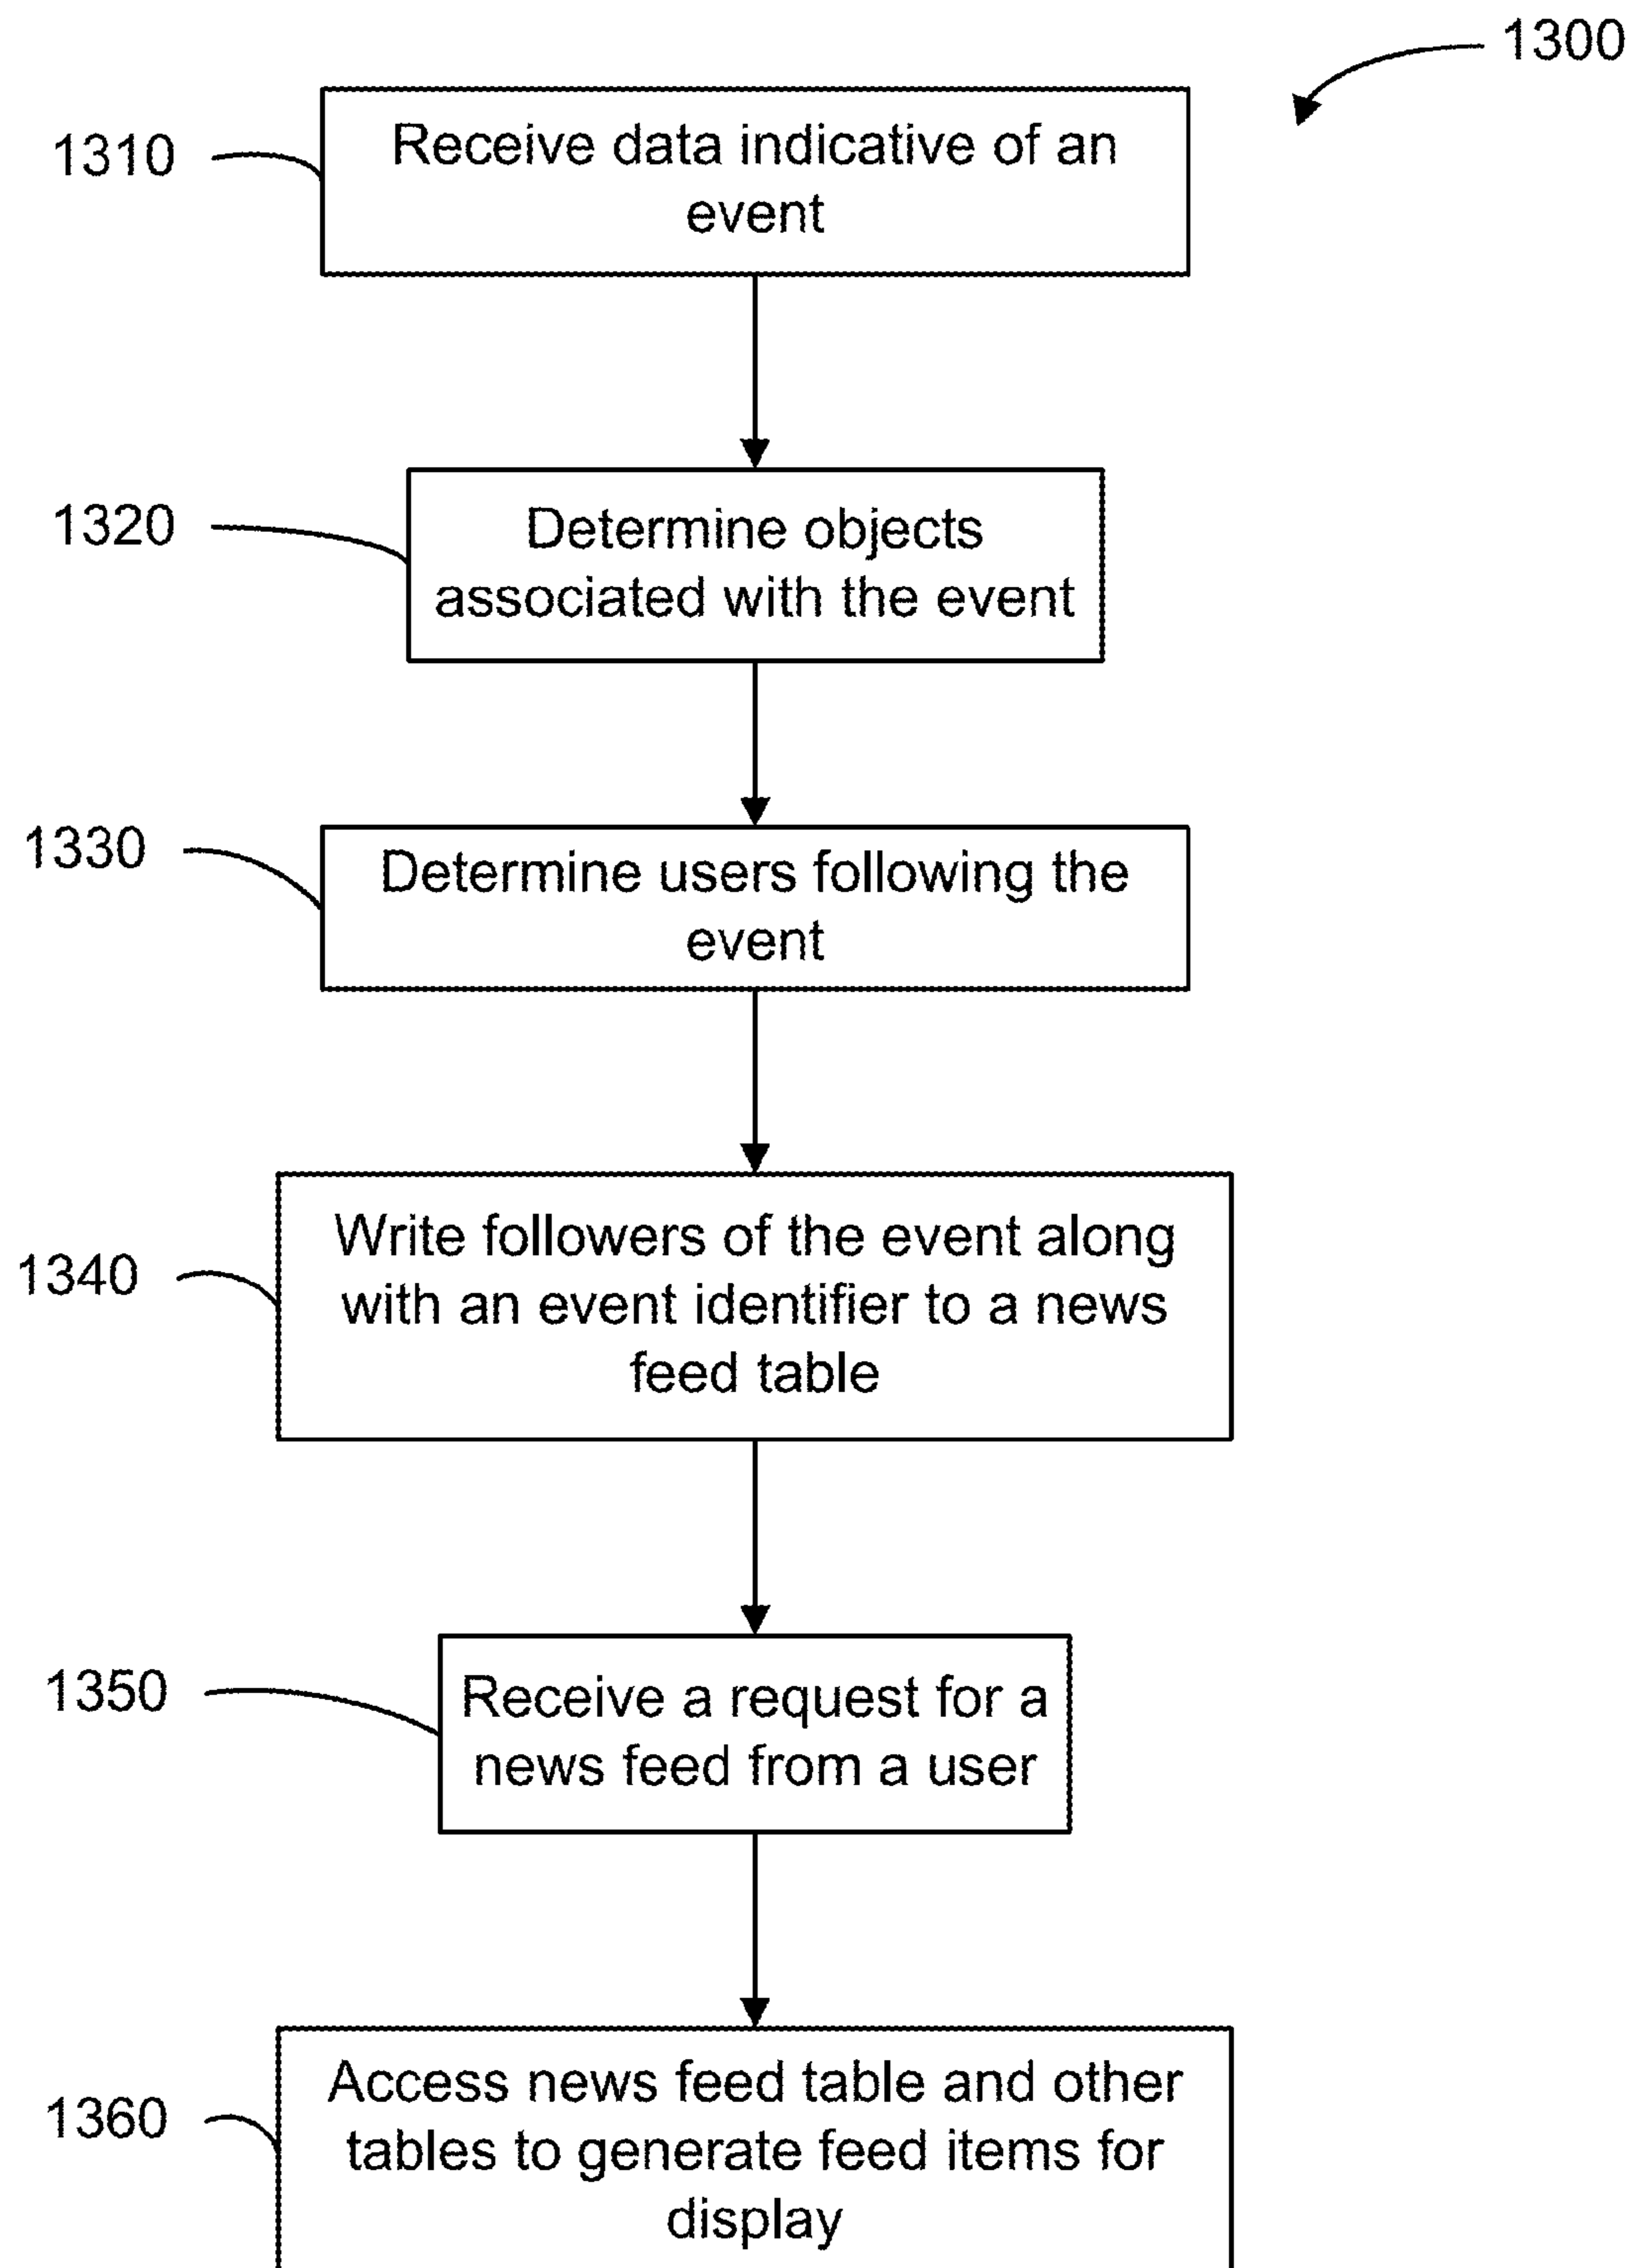 1300
1310
Receive data indicative of an
event
1320
Determine objects
associated with the event
1330
Determine users following the
event
1340
Write followers of the event along
with an event identifier to a news
feed table
1350
Receive a request for a
news feed from a user
1360
Access news feed table and other
tables to generate feed items for
display